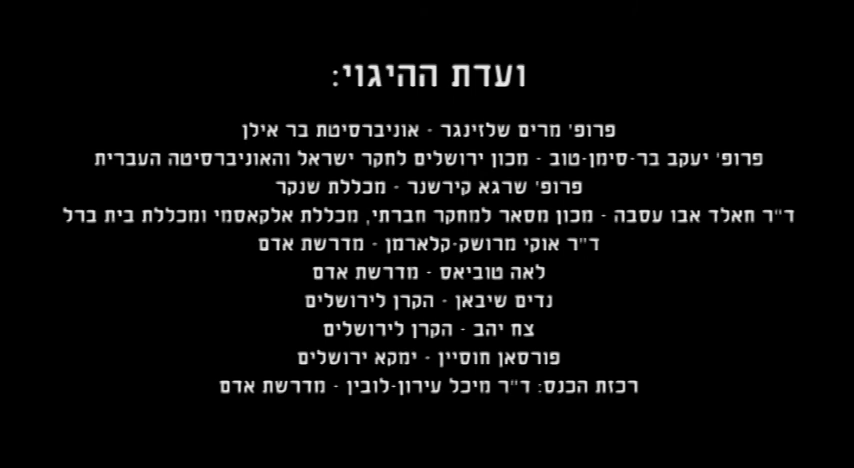 ועדת ההיגוי:
פרופ' מרים שלזינגר - אוניברסיטת בר אילן
פרופ' יעקב בר-סימן-טוב - מכון ירושלים לחקר ישראל והאוניברסיטה העברית
פרופ' שרגא קירשנר - מכללת שנקר
ד"ר חאלד אבו עסבה - מכון מסאר למחקר חברתי, מכללת אלקאסמי ומכללת בית ברל
ד"ר אוקי מרושק-קלארמן - מדרשת אדם
לאה טוביאס - מדרשת אדם
נדים שיבאן - הקרן לירושלים
צח יהב - הקרן לירושלים
פורסאן חוסיין - ימקא ירושלים
רכזת הכנס: ד"ר מיכל עירון-לובין - מדרשת אדם